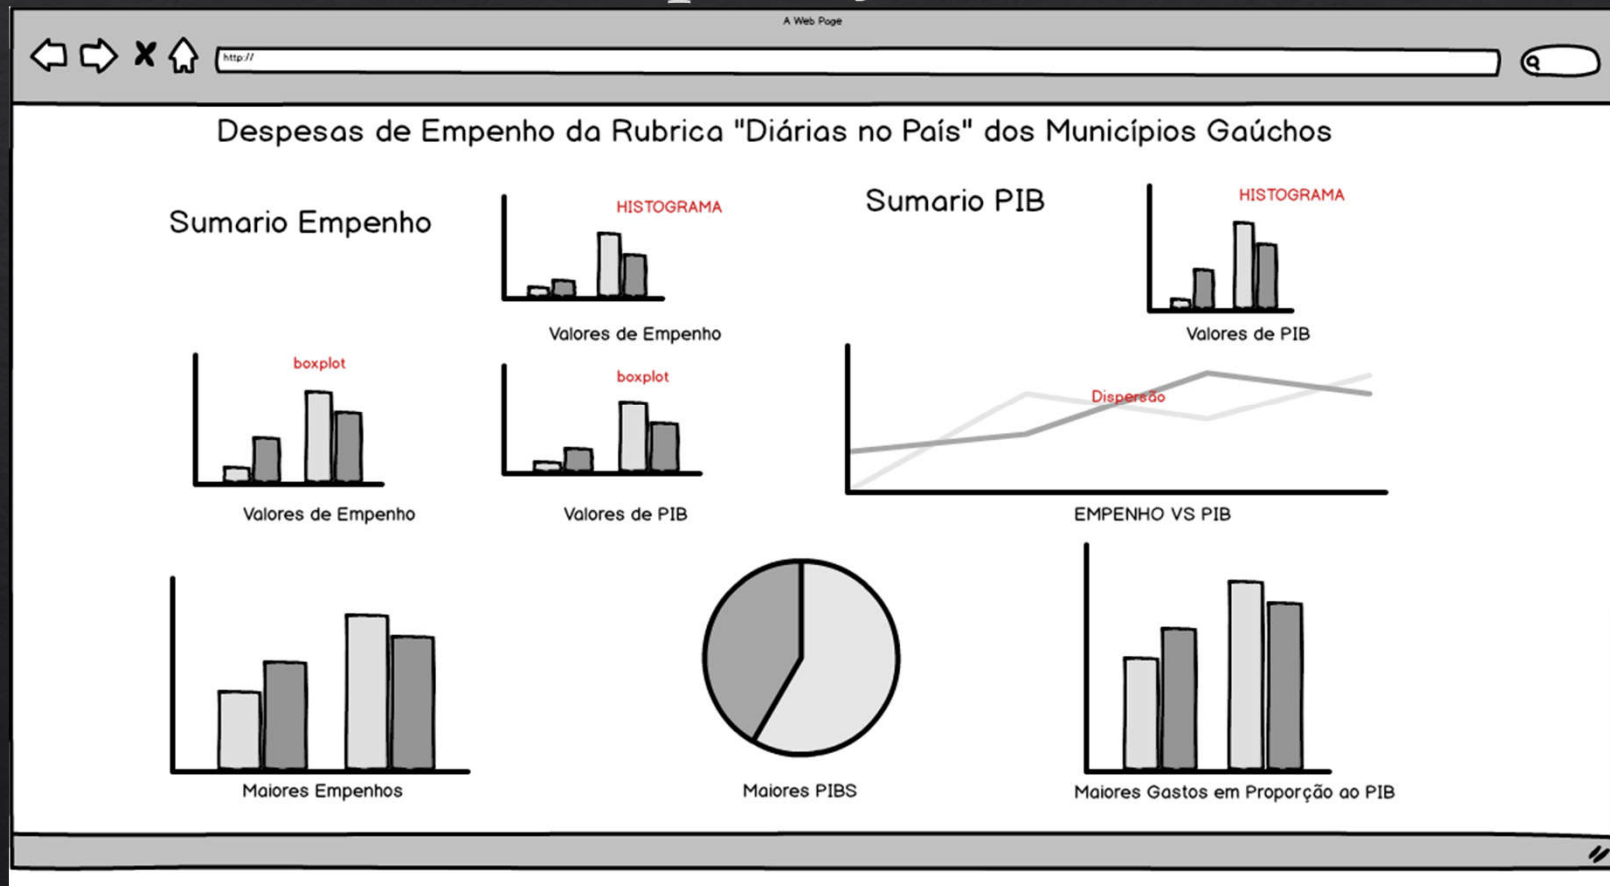 A Web Page
http://
Despesas de Empenho da Rubrica "Diárias no País" dos Municípios Gaúchos
Sumario Empenho
HISTOGRAMA
Valores de Empenho
Sumario PIB
HISTOGRAMA
Valores de PIB
boxplot
Valores de Empenho
boxplot
Valores de PIB
Dispersão
EMPENHO VS PIB
Maiores Empenhos
Maiores PIBS
Maiores Gastos em Proporção ao PIB